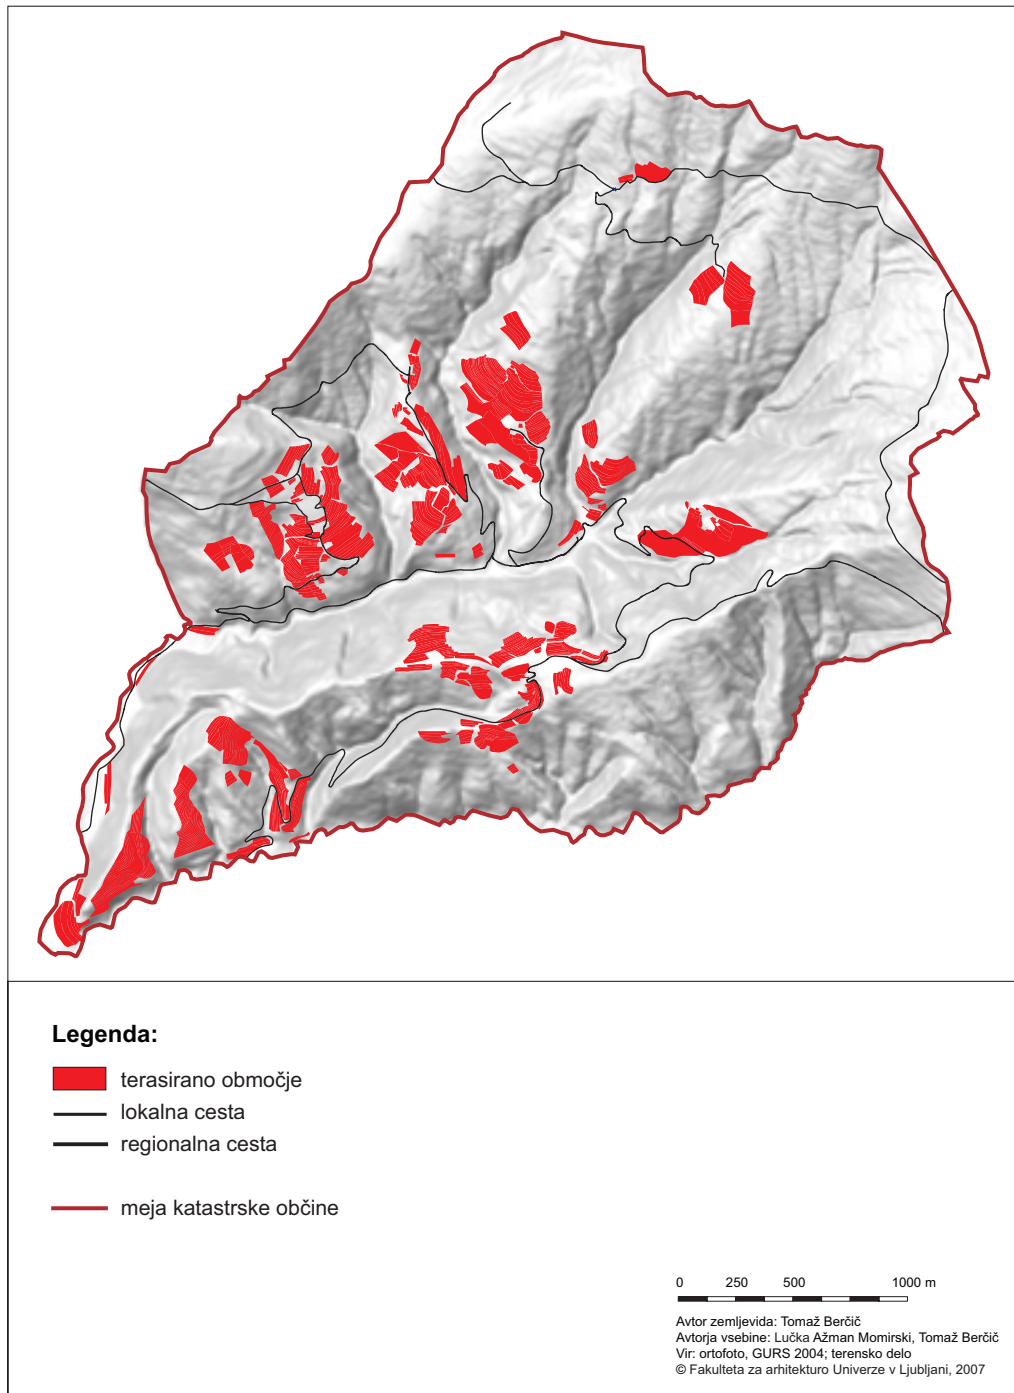 Legenda:
terasirano območje
lokalna cesta
regionalna cesta
meja katastrske občine
0 250 500 1000 m
Avtor zemljevida: Tomaž Berčič
Avtorja vsebine: Lučka Ažman Momirski, Tomaž Berčič
Vir: ortofoto, GURS 2004; terensko delo
© Fakulteta za arhitekturo Univerze v Ljubljani, 2007